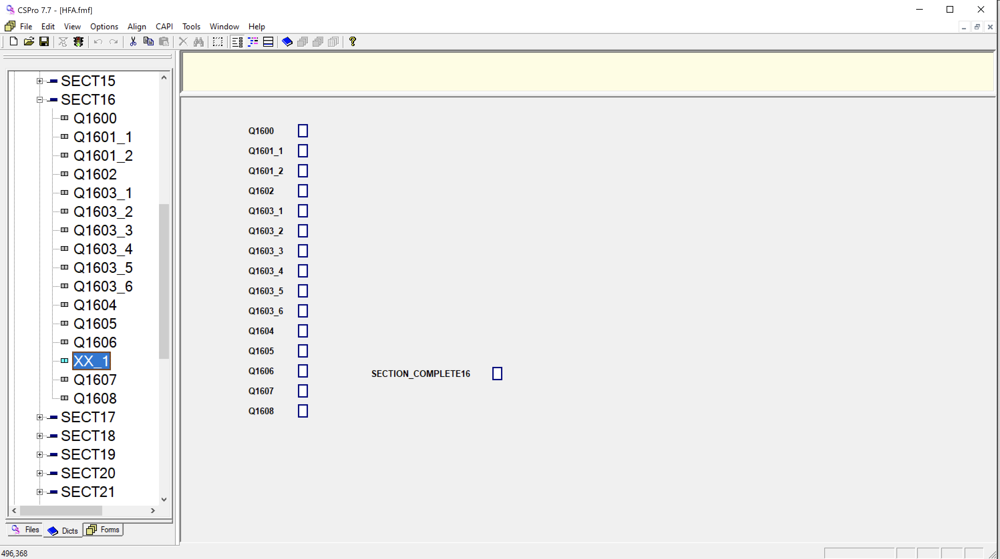 CSPro 7.7 - [HFA.fmf]
File Edit View Options Align CAPI Tools Window Help
SECT15
SECT16
Q1600
Q1601_1
Q1601_2
Q1602
Q1603_1
Q1603_2
Q1603_3
Q1603_4
Q1603_5
Q1603_6
Q1604
Q1605
Q1606
XX_1
Q1607
Q1608
SECT17
SECT18
SECT19
SECT20
SECT21
Files Dicts Forms
Q1600
Q1601_1
Q1601_2
Q1602
Q1603_1
Q1603_2
Q1603_3
Q1603_4
Q1603_5
Q1603_6
Q1604
Q1605
Q1606
SECTION_COMPLETE16
Q1607
Q1608
496,368